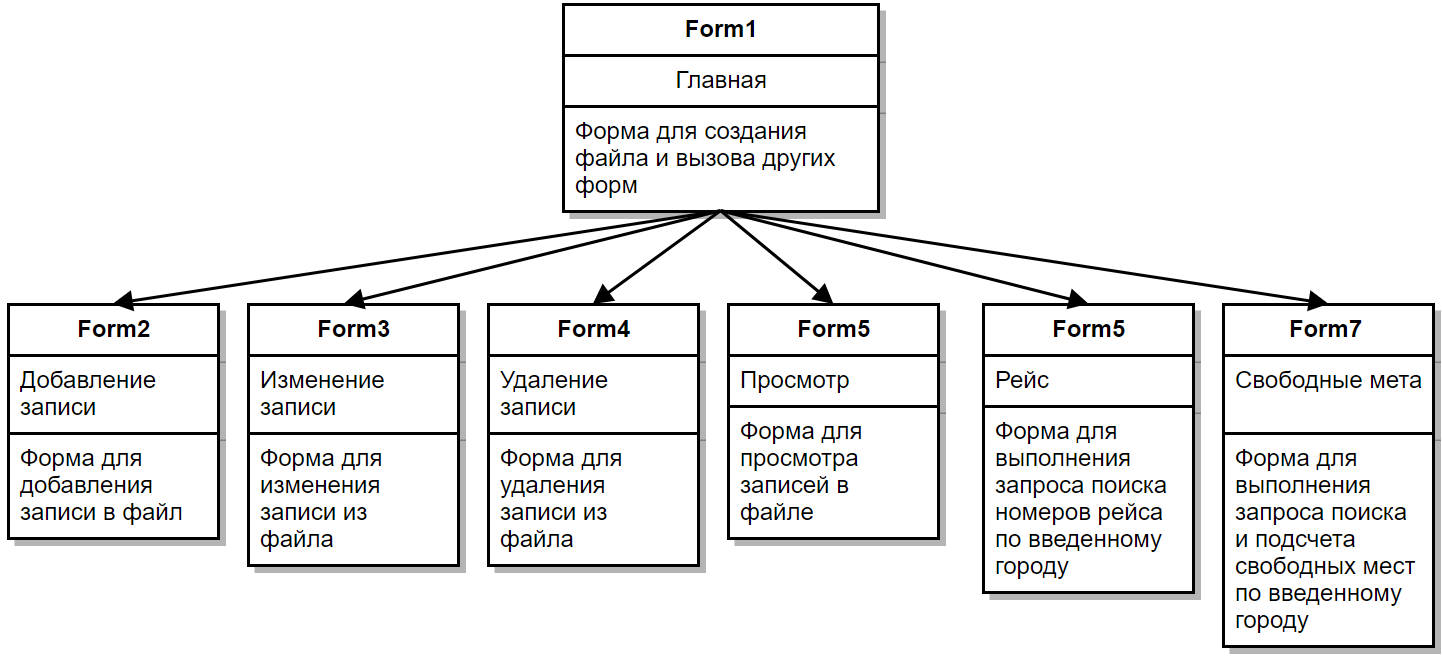 Form1
Главная
Форма для создания
файла и вызова других
форм
Form2
Добавление
записи
Форма для
добавления
записи в файл
Form3
Изменение
записи
Форма для
изменения
записи из
файла
Form4
Удаление
записи
Форма для
удаления
записи из
файла
Form5
Просмотр
Форма для
просмотра
записей в
файле
Form5
Рейс
Форма для
выполнения
запроса поиска
номеров рейса
по введенному
городу
Form7
Свободные мета
Форма для
выполнения
запроса поиска
и подсчета
свободных мест
по введенному
городу